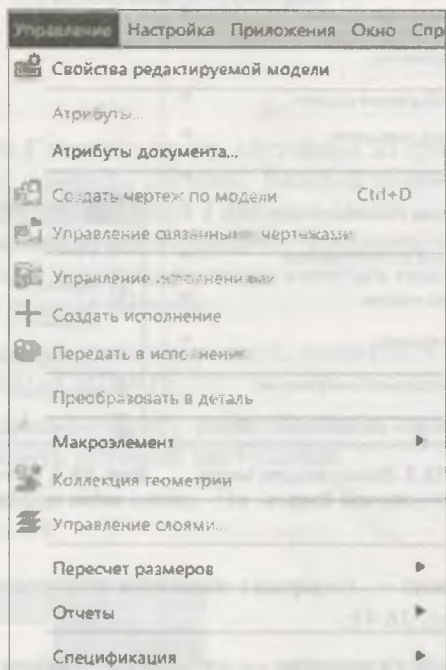 Управление Настройка Приложения Окно Спр
Свойства редактируемой модели
Атрибуты...
Атрибуты документа...
Создать чертеж по модели Ctrl+D
Управление связанными чертежами
Управление исполнениями
Создать исполнение
Передать в исполнения
Преобразовать в деталь
Макроэлемент
Коллекция геометрии
Управление слоями...
Пересчет размеров
Отчеты
Спецификация